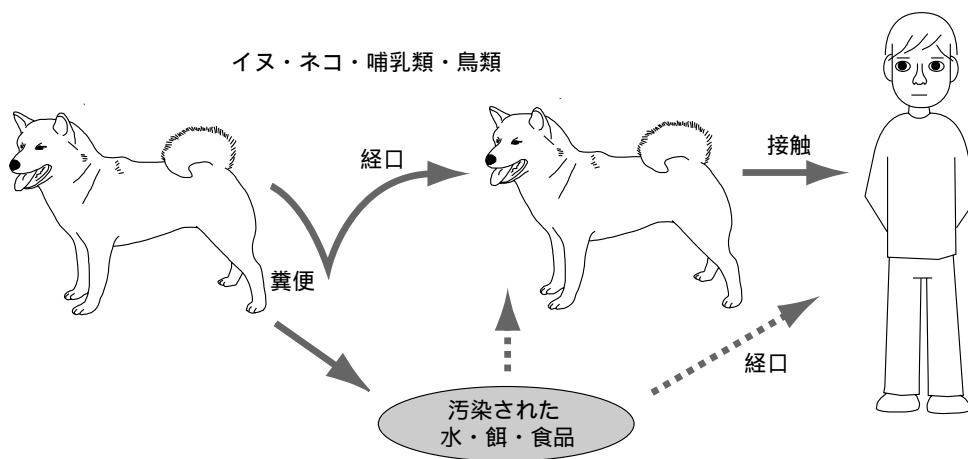 イヌ・ネコ・哺乳類・鳥類
経口
接触
糞便
経口
汚染された
水・餌・食品